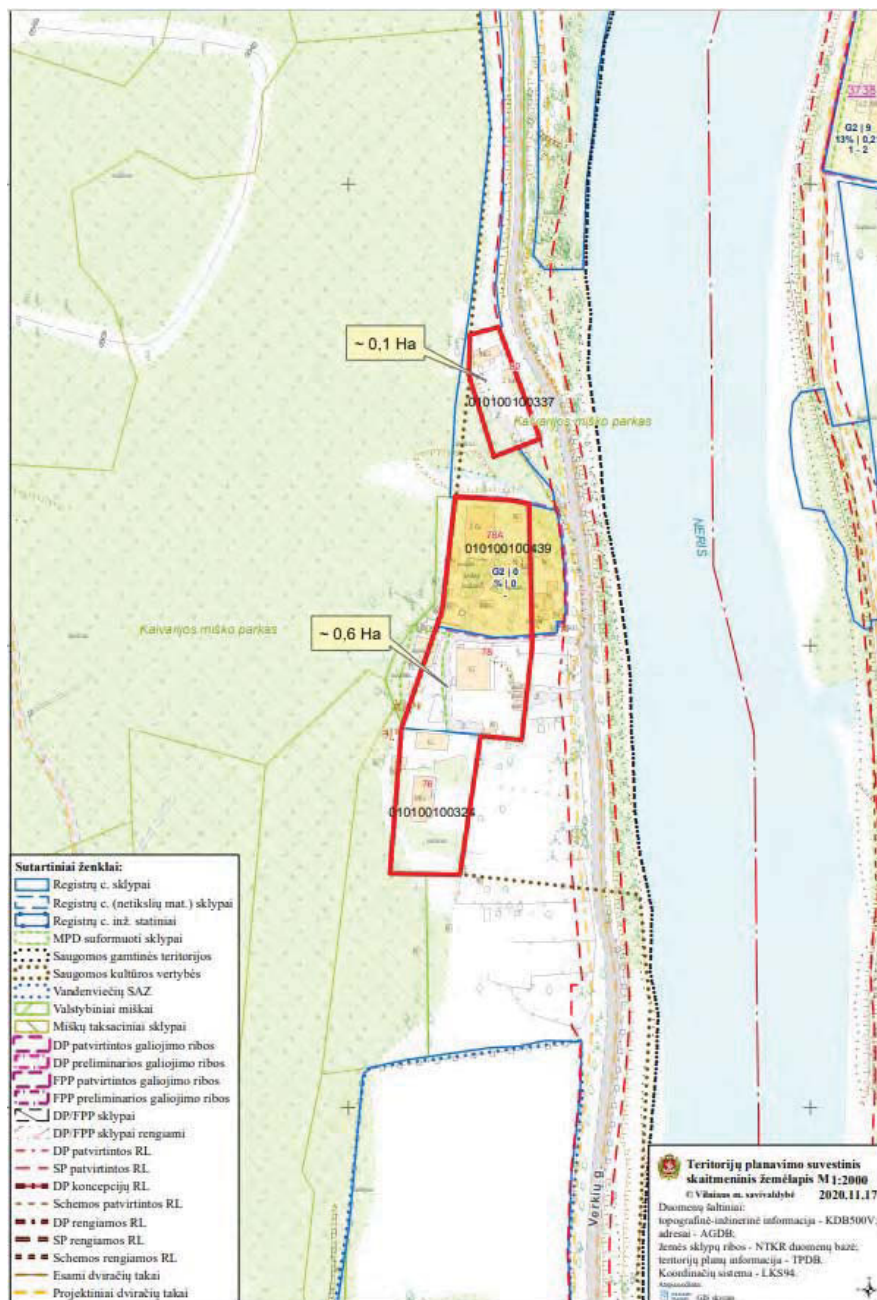 3738
G2 | 9
13% | 0,2
1 - 2
~ 0,1 Ha
010100100337
Kalvarijos miško parkas
NERIS
78A
010100100439
G2 | 0
% | 0
-
Kalvarijos miško parkas
~ 0,6 Ha
78
76
010100100324
Verkių g.
Sutartiniai ženklai:
Registrų c. sklypai
Registrų c. (netikslių mat.) sklypai
Registrų c. inž. statiniai
MPD suformuoti sklypai
Saugomos gamtinės teritorijos
Saugomos kultūros vertybės
Vandenviečių SAZ
Valstybiniai miškai
Miškų taksaciniai sklypai
DP patvirtintos galiojimo ribos
DP preliminarios galiojimo ribos
FPP patvirtintos galiojimo ribos
FPP preliminarios galiojimo ribos
DP/FPP sklypai
DP/FPP sklypai rengiami
DP patvirtintos RL
SP patvirtintos RL
DP koncepcijų RL
Schemos patvirtintos RL
DP rengiamos RL
SP rengiamos RL
Schemos rengiamos RL
Esami dviračių takai
Projektiniai dviračių takai
Teritorijų planavimo suvestinis
skaitmeninis žemėlapis M 1:2000
© Vilniaus m. savivaldybė 2020.11.17
Duomenų šaltiniai:
topografinė-inžinerinė informacija - KDB500V;
adresai - AGDB;
žemės sklypų ribos - NTKR duomenų bazė;
teritorijų planų informacija - TPDB.
Koordinačių sistema - LKS94.